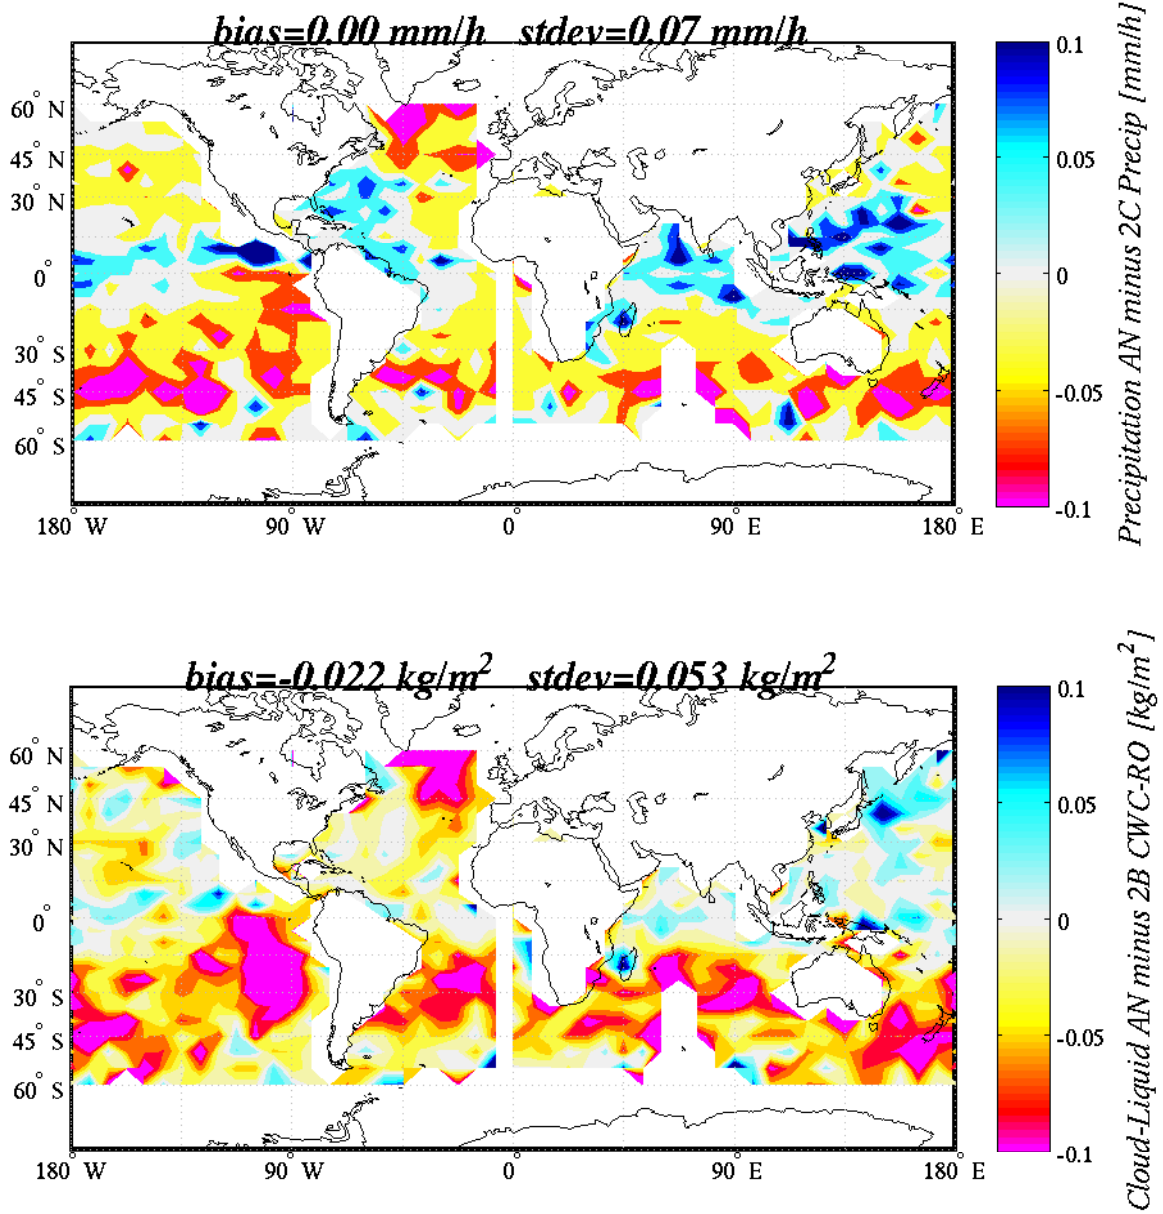 bias=0.00 mm/h stdev=0.07 mm/h
60° N
45° N
30° N
0°
30° S
45° S
60° S
180° W 90° W 0° 90° E 180° E
0.1
0.05
0
-0.05
-0.1
Precipitation AN minus 2C Precip [mm/h]
bias=-0.022 kg/m² stdev=0.053 kg/m²
60° N
45° N
30° N
0°
30° S
45° S
60° S
180° W 90° W 0° 90° E 180° E
0.1
0.05
0
-0.05
-0.1
Cloud-Liquid AN minus 2B CWC-RO [kg/m²]